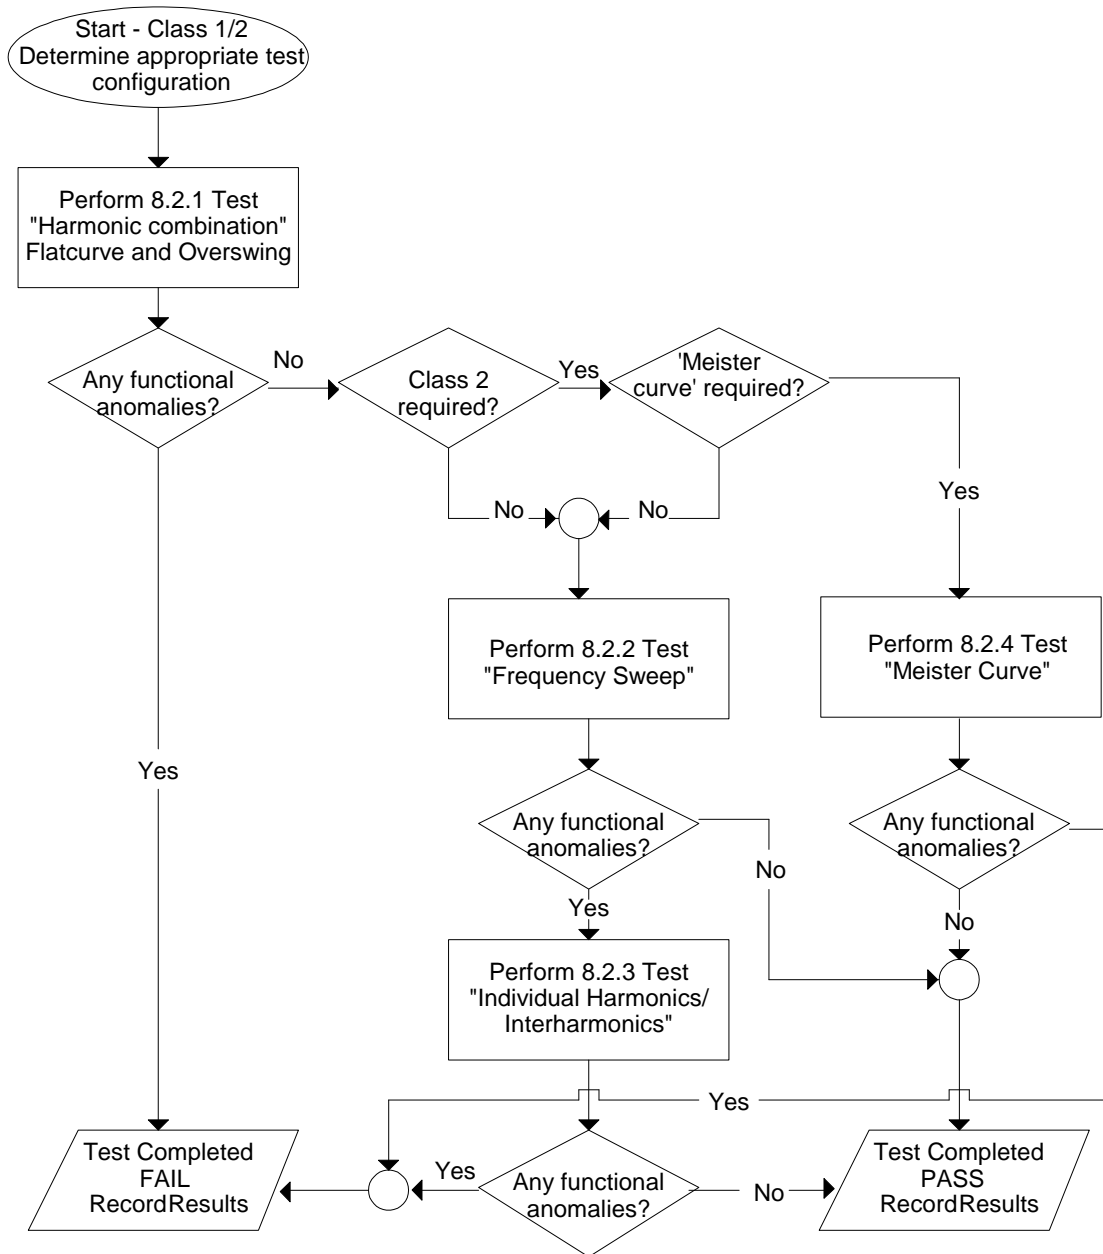 Start - Class 1/2
Determine appropriate test
configuration
Perform 8.2.1 Test
"Harmonic combination"
Flatcurve and Overswing
Any functional
anomalies?
No
Class 2
required?
Yes
'Meister
curve' required?
No
No
Yes
Perform 8.2.2 Test
"Frequency Sweep"
Perform 8.2.4 Test
"Meister Curve"
Yes
Any functional
anomalies?
No
Any functional
anomalies?
Yes
No
Perform 8.2.3 Test
"Individual Harmonics/
Interharmonics"
Yes
Test Completed
FAIL
RecordResults
Yes
Any functional
anomalies?
No
Test Completed
PASS
RecordResults